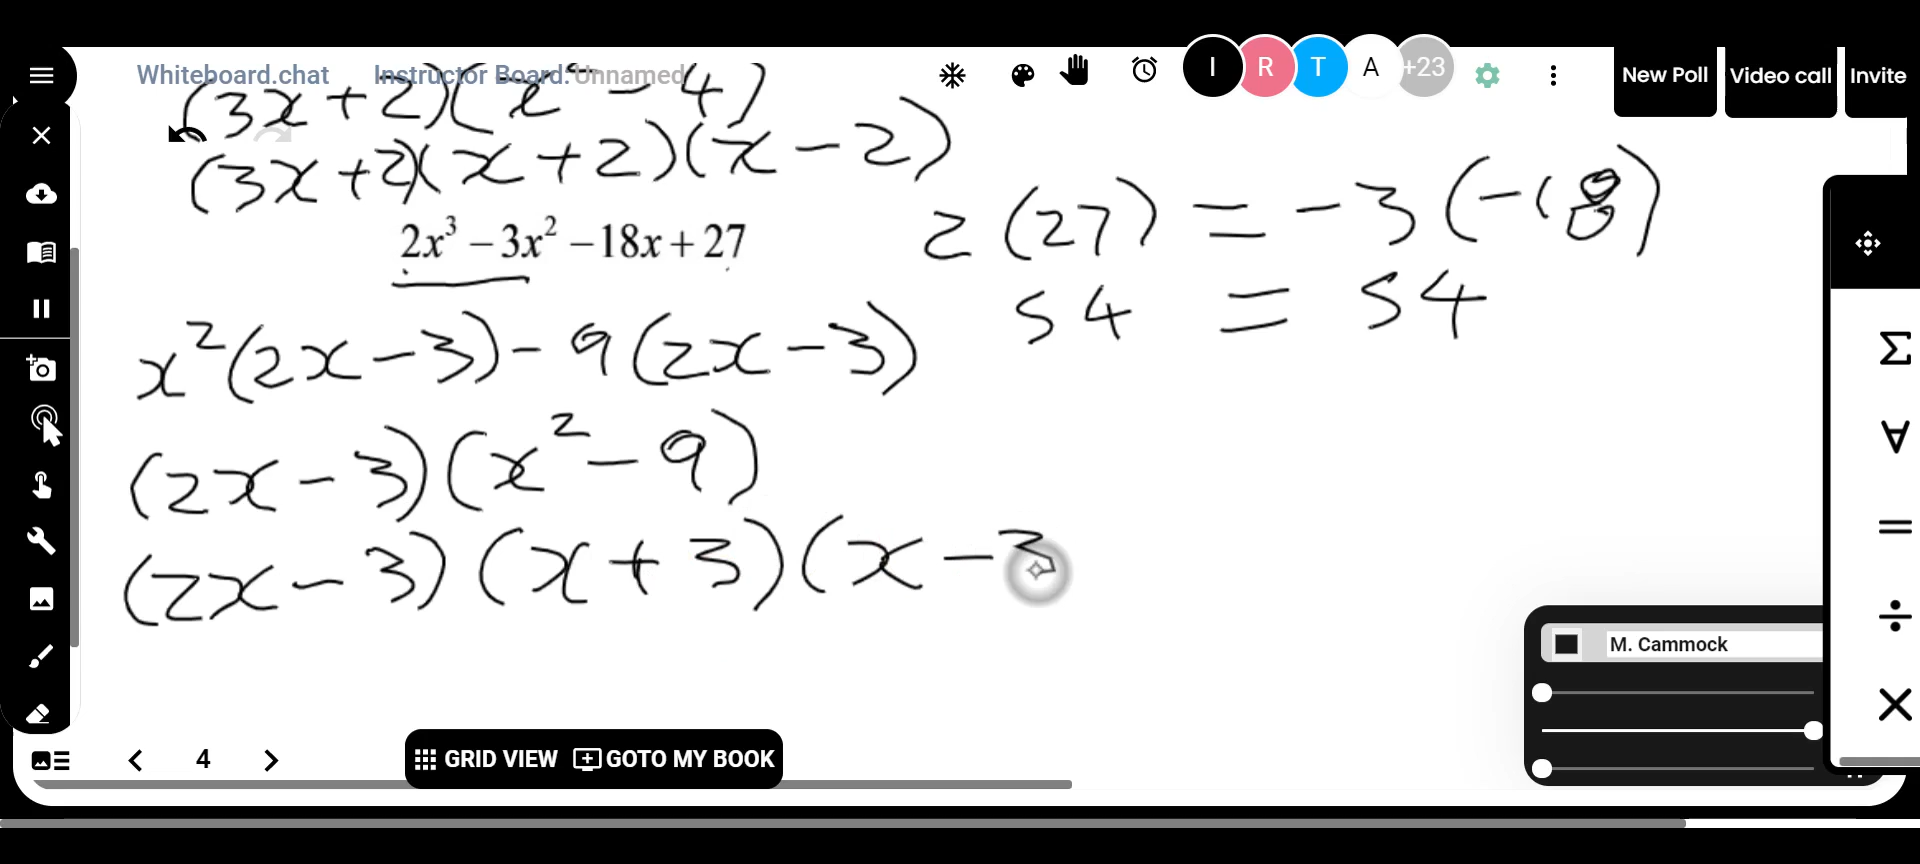 Whiteboard.chat Instructor Board: Unnamed
I R T A +23
New Poll Video call Invite
(3x+2)(x²-4)
(3x+2)(x+2)(x-2)
2x³ – 3x² – 18x + 27
2(27) = -3(-18)
54 = 54
x²(2x-3)-9(2x-3)
(2x-3)(x²-9)
(2x-3)(x+3)(x-3
Σ
∀
=
÷
×
M. Cammock
4
GRID VIEW GOTO MY BOOK